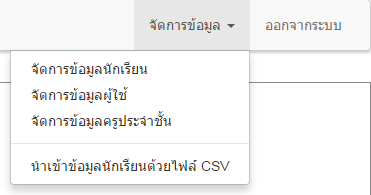 จัดการข้อมูล ออกจากระบบ
จัดการข้อมูลนักเรียน
จัดการข้อมูลผู้ใช้
จัดการข้อมูลครูประจำชั้น
นำเข้าข้อมูลนักเรียนด้วยไฟล์ CSV